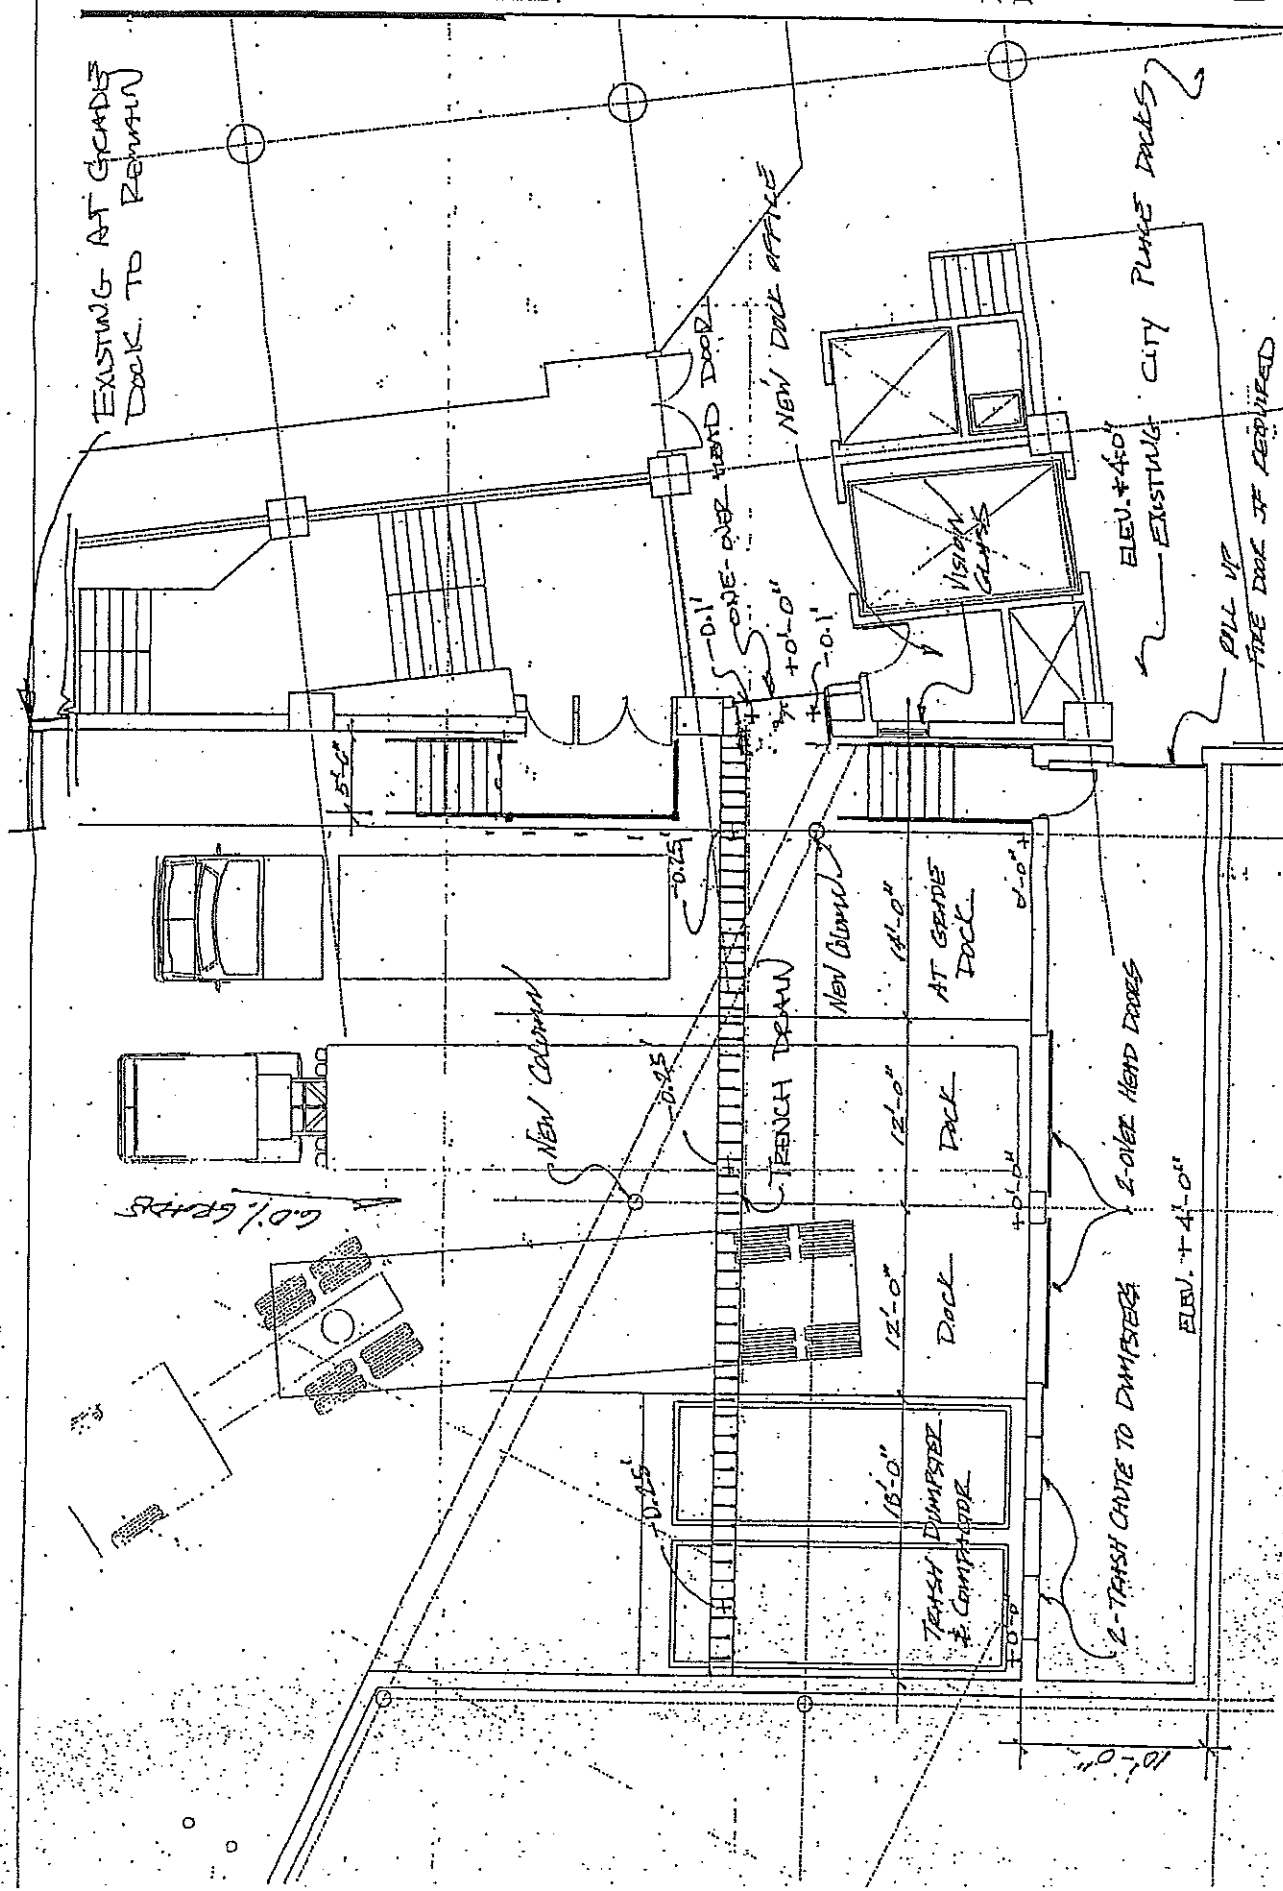 EXISTING AT GRADE
DOCK TO REMAIN
ONE-OVER HEAD DOOR
NEW DOCK OFFICE
-0.1'
+0'-0"
-0.1'
VISION
GLASS
ELEV. +4'-0"
EXISTING CITY PLACE DOCKS
ROLL UP
FIRE DOOR IF REQUIRED
5'-6"
-0.25'
NEW COLUMN
NEW COLUMN
14'-0"
AT GRADE
DOCK
0'-0"+
-0.25'
TRENCH DRAIN
12'-0"
DOCK
+0'-0"
6.0% GRADE
12'-0"
DOCK
2-OVER HEAD DOORS
ELEV. +4'-0"
-0.25'
18'-0"
TRASH DUMPSTER
& COMPACTOR
+0'-0"
2-TRASH CHUTE TO DUMPSTERS
10'-0"